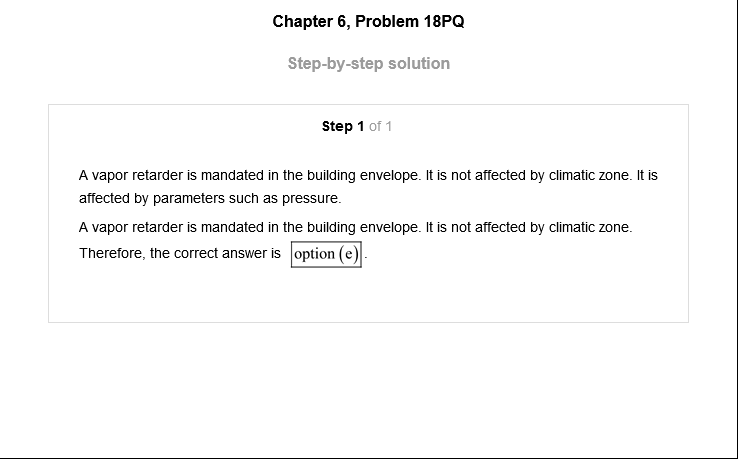 Chapter 6, Problem 18PQ
Step-by-step solution
Step 1 of 1
A vapor retarder is mandated in the building envelope. It is not affected by climatic zone. It is
affected by parameters such as pressure.
A vapor retarder is mandated in the building envelope. It is not affected by climatic zone.
Therefore, the correct answer is option (e).